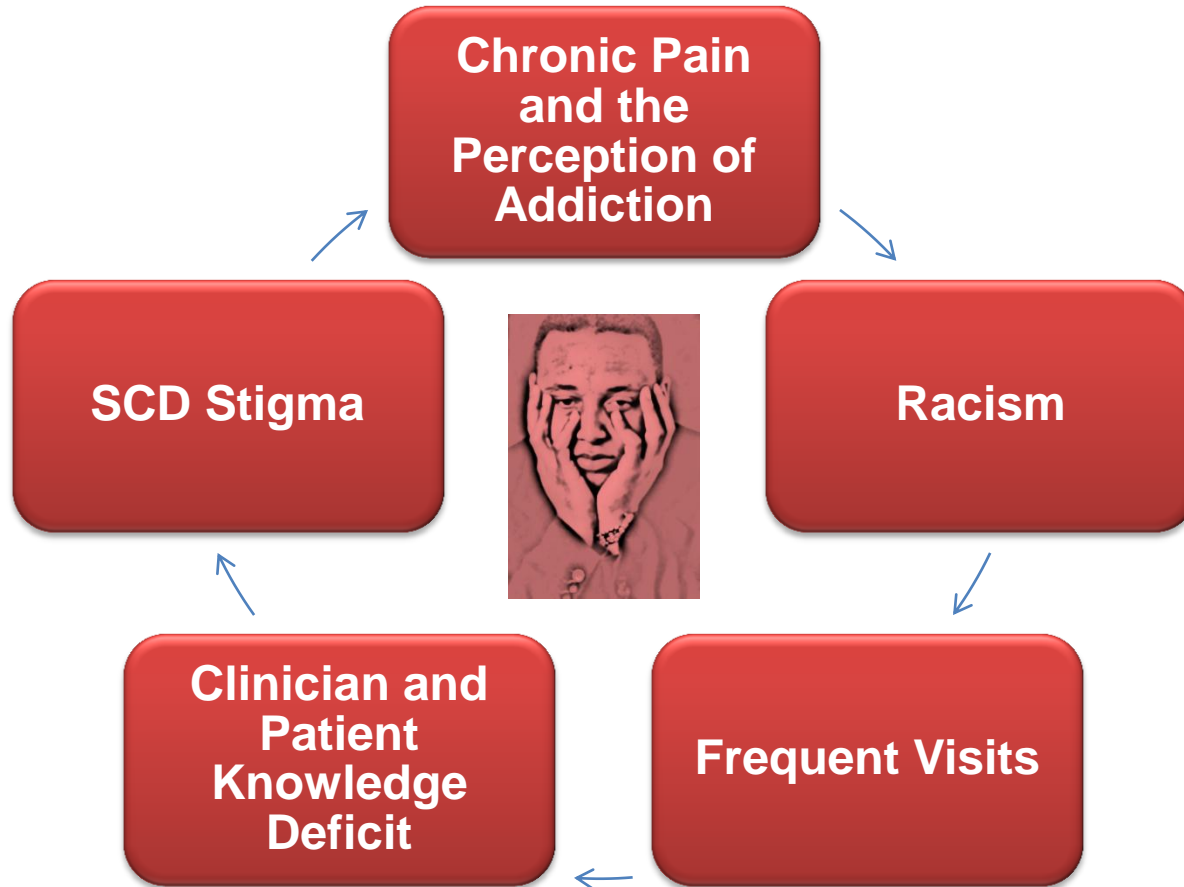 Chronic Pain
and the
Perception of
Addiction
SCD Stigma
Racism
Clinician and
Patient
Knowledge
Deficit
Frequent Visits